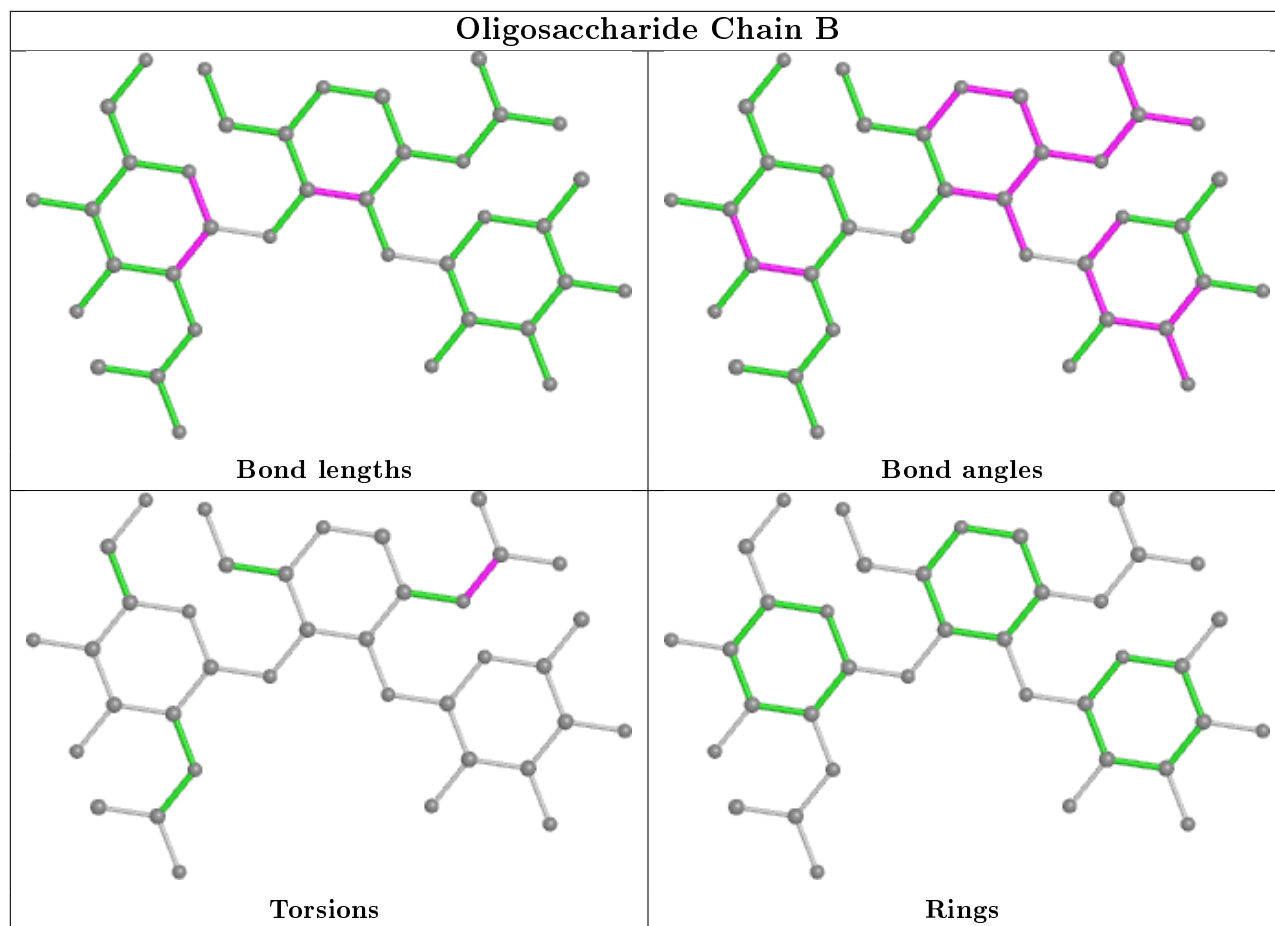 Oligosaccharide Chain B
Bond lengths
Bond angles
Torsions
Rings